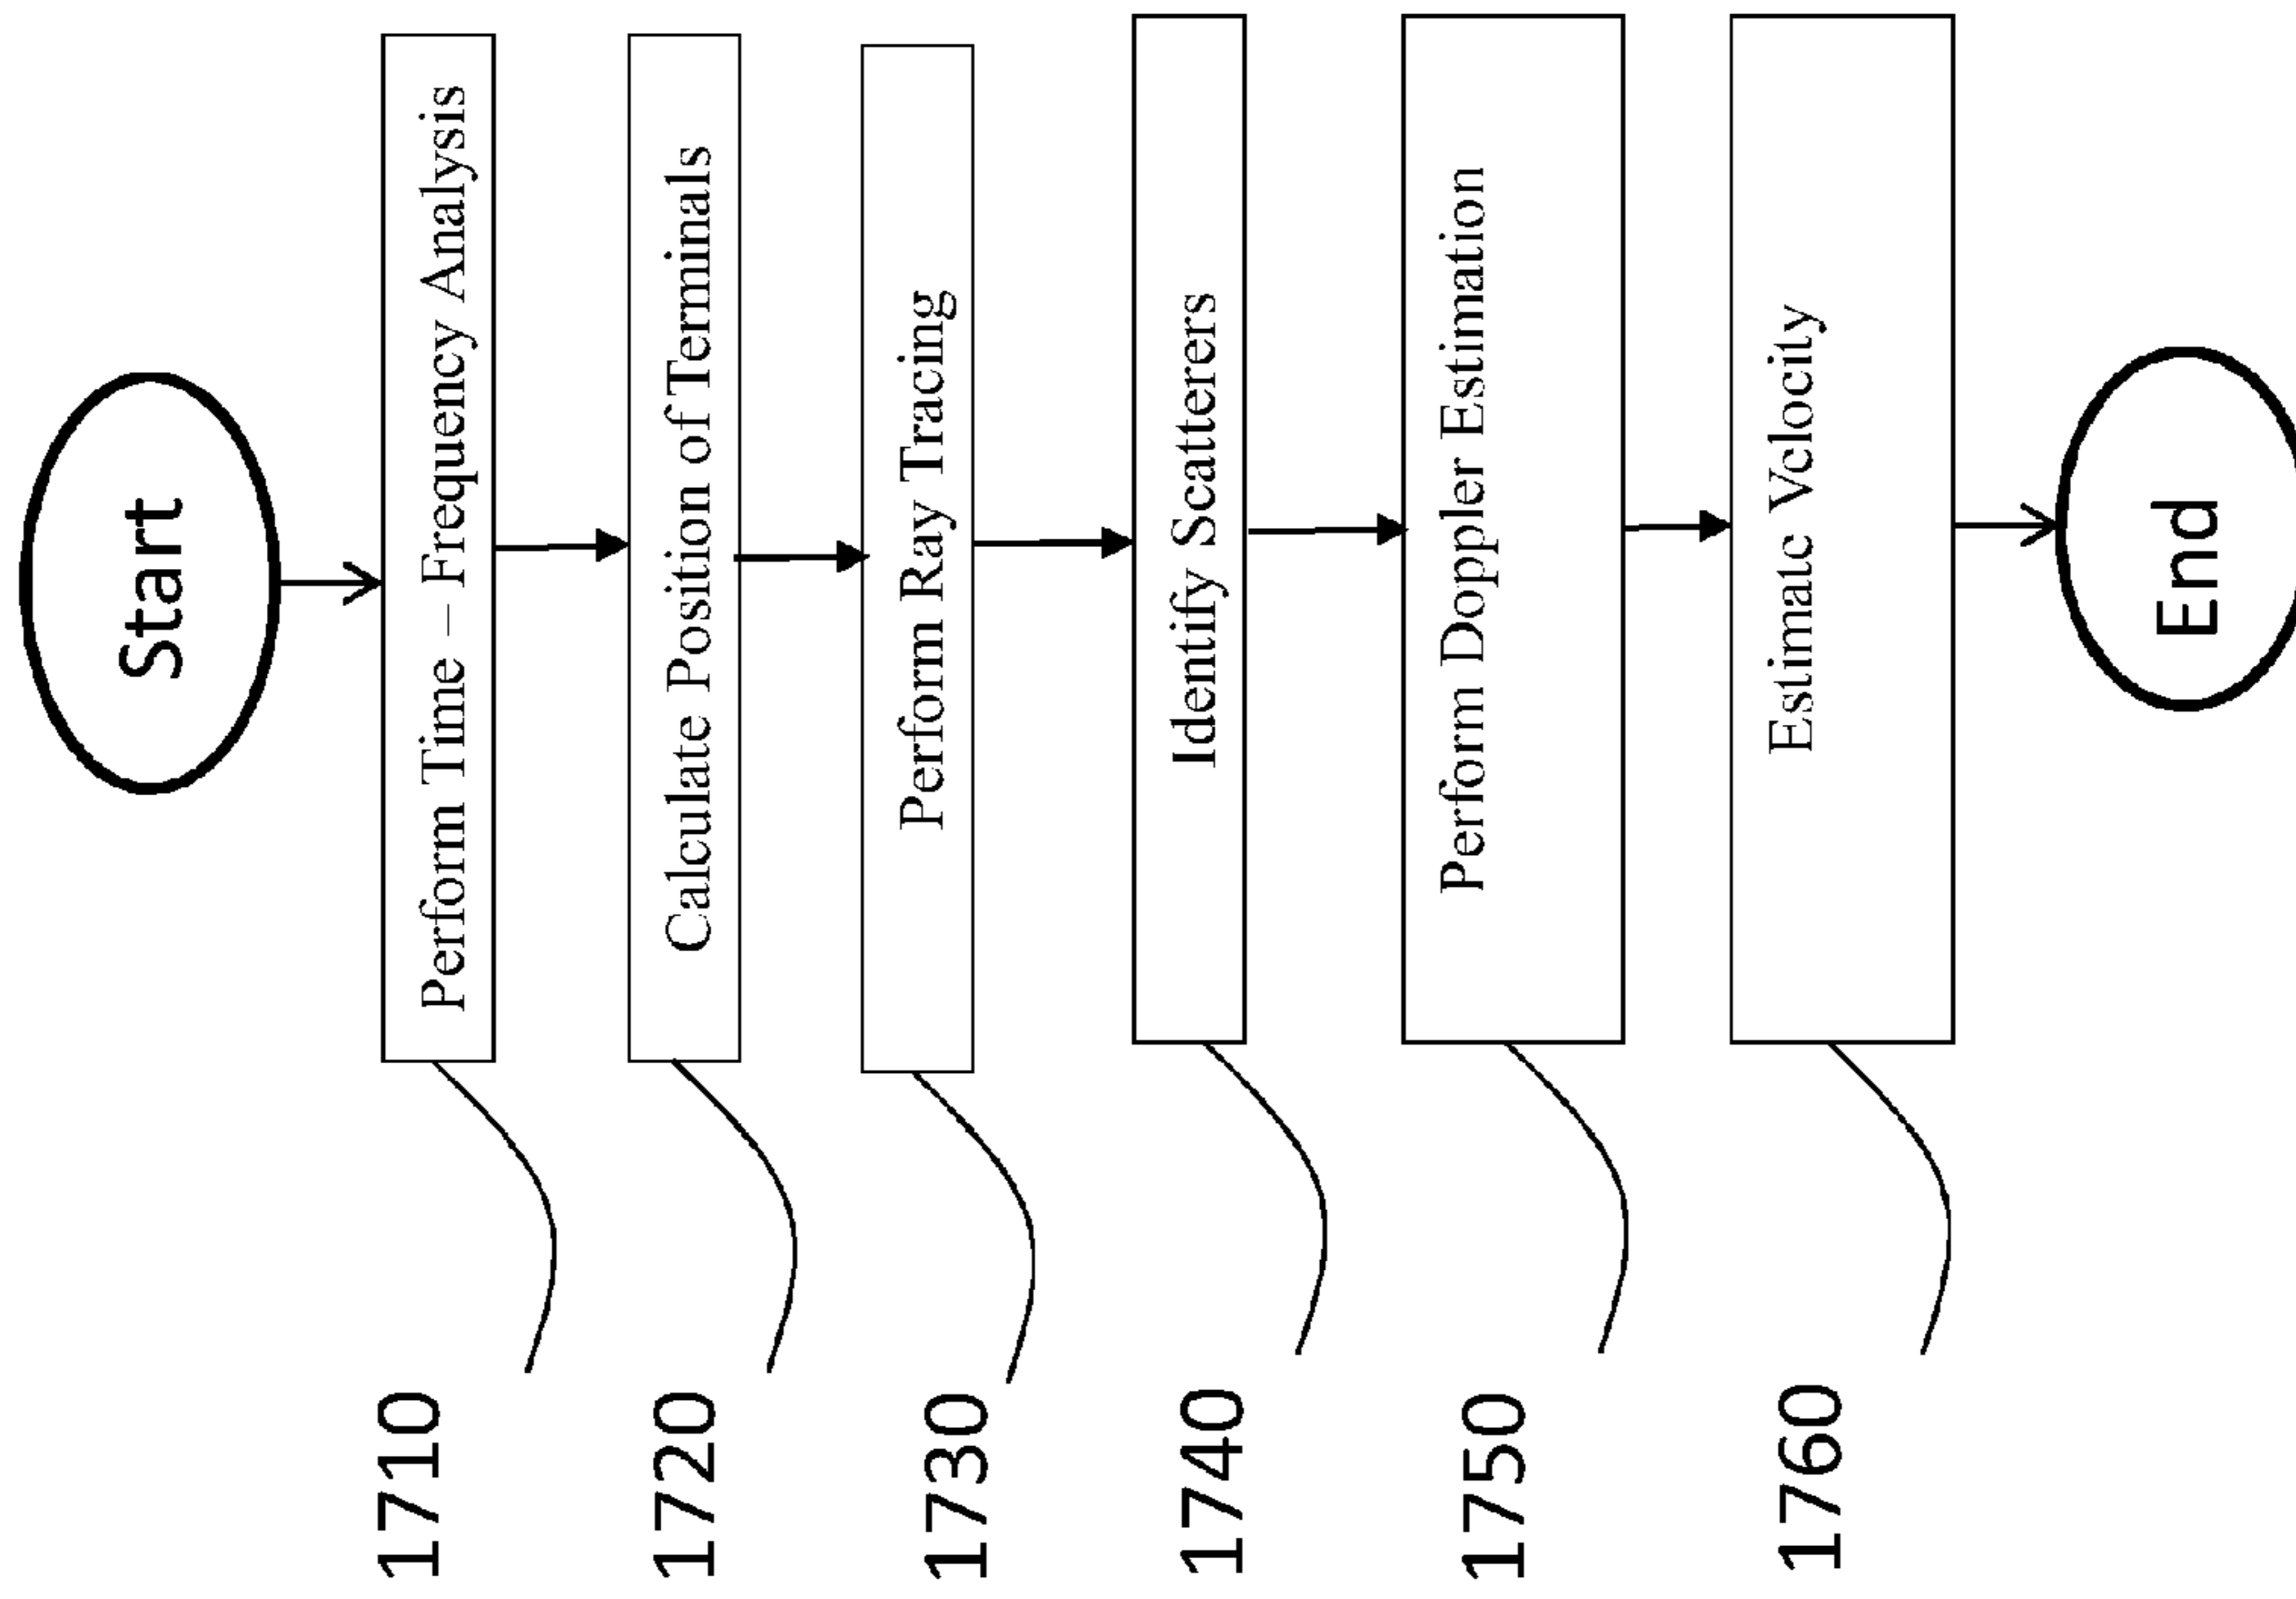 Start
1710
Perform Time – Frequency Analysis
1720
Calculate Position of Terminals
1730
Perform Ray Tracing
1740
Identify Scatterers
1750
Perform Doppler Estimation
1760
Estimate Velocity
End